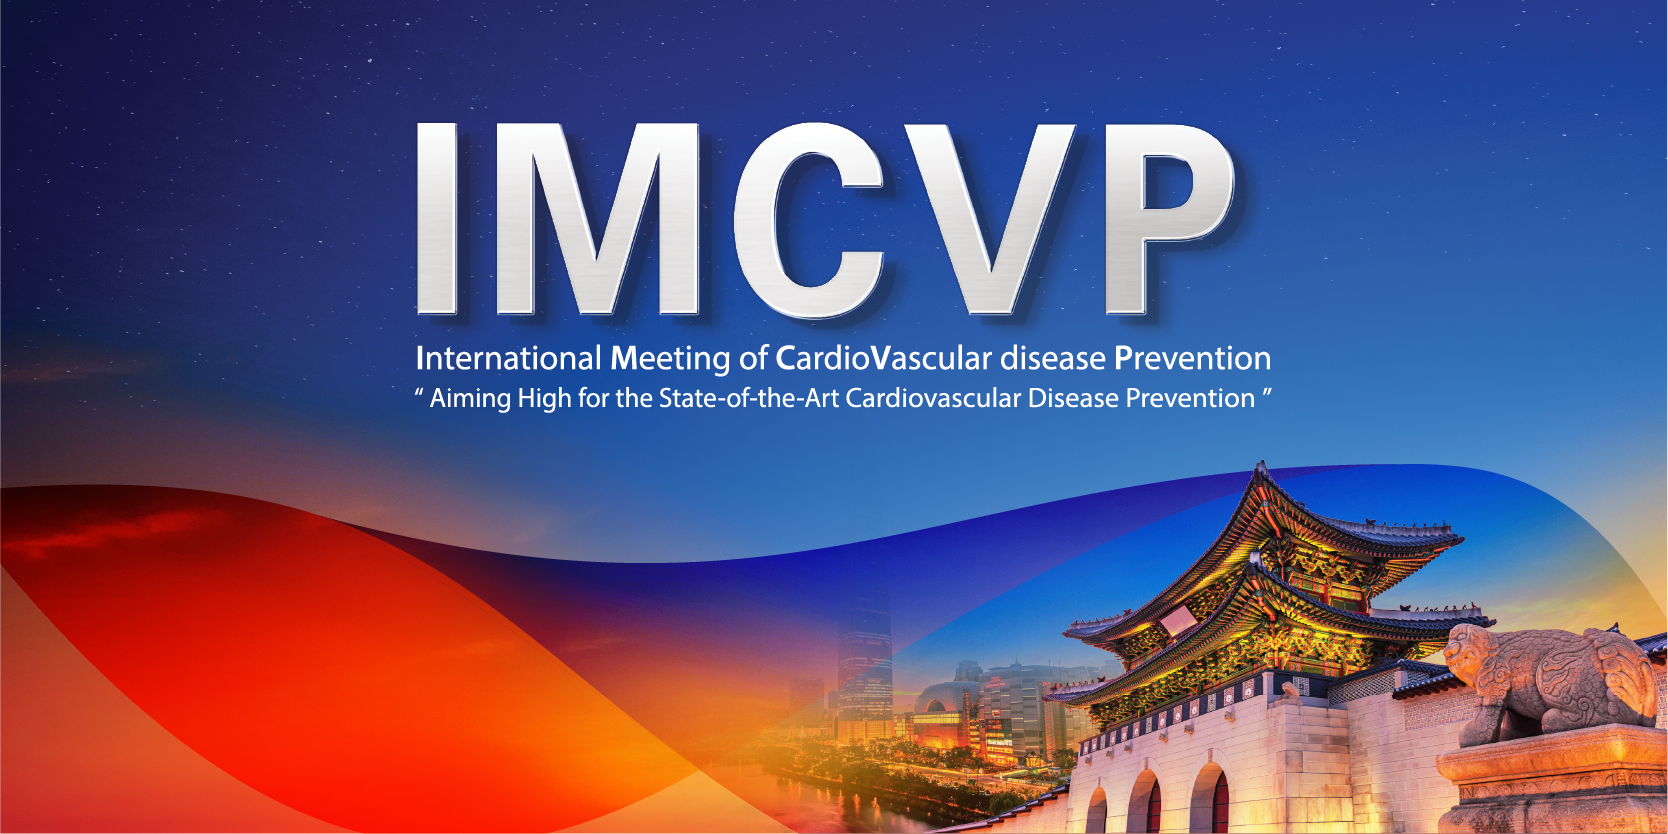 IMCVP
International Meeting of CardioVascular disease Prevention
“ Aiming High for the State-of-the-Art Cardiovascular Disease Prevention ”